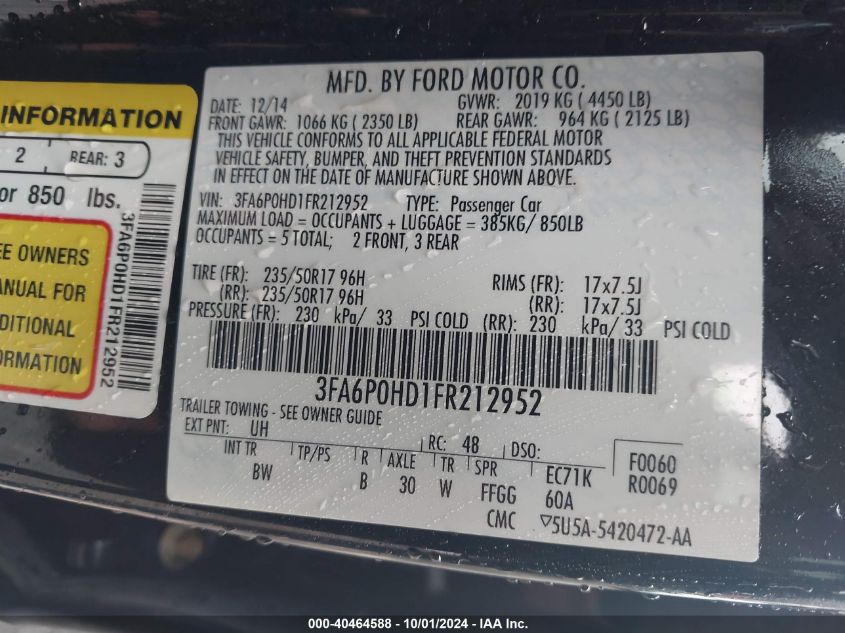 INFORMATION
2 REAR: 3
or 850 lbs.
EE OWNERS
ANUAL FOR
DITIONAL
ORMATION
3FA6P0HD1FR212952
MFD. BY FORD MOTOR CO.
DATE: 12/14 GVWR: 2019 KG ( 4450 LB)
FRONT GAWR: 1066 KG ( 2350 LB) REAR GAWR: 964 KG ( 2125 LB)
THIS VEHICLE CONFORMS TO ALL APPLICABLE FEDERAL MOTOR
VEHICLE SAFETY, BUMPER, AND THEFT PREVENTION STANDARDS
IN EFFECT ON THE DATE OF MANUFACTURE SHOWN ABOVE.
VIN: 3FA6P0HD1FR212952 TYPE: Passenger Car
MAXIMUM LOAD = OCCUPANTS + LUGGAGE = 385KG/ 850LB
OCCUPANTS = 5 TOTAL; 2 FRONT, 3 REAR
TIRE (FR): 235/50R17 96H RIMS (FR): 17x7.5J
(RR): 235/50R17 96H (RR): 17x7.5J
PRESSURE (FR): 230 kPa/ 33 PSI COLD (RR): 230 kPa/ 33 PSI COLD
3FA6P0HD1FR212952
TRAILER TOWING - SEE OWNER GUIDE
EXT PNT: UH RC: 48 DSO:
INT TR TP/PS R AXLE TR SPR EC71K F0060
BW B 30 W FFGG 60A R0069
CMC ▽5U5A-5420472-AA
000-40464588 - 10/01/2024 - IAA Inc.